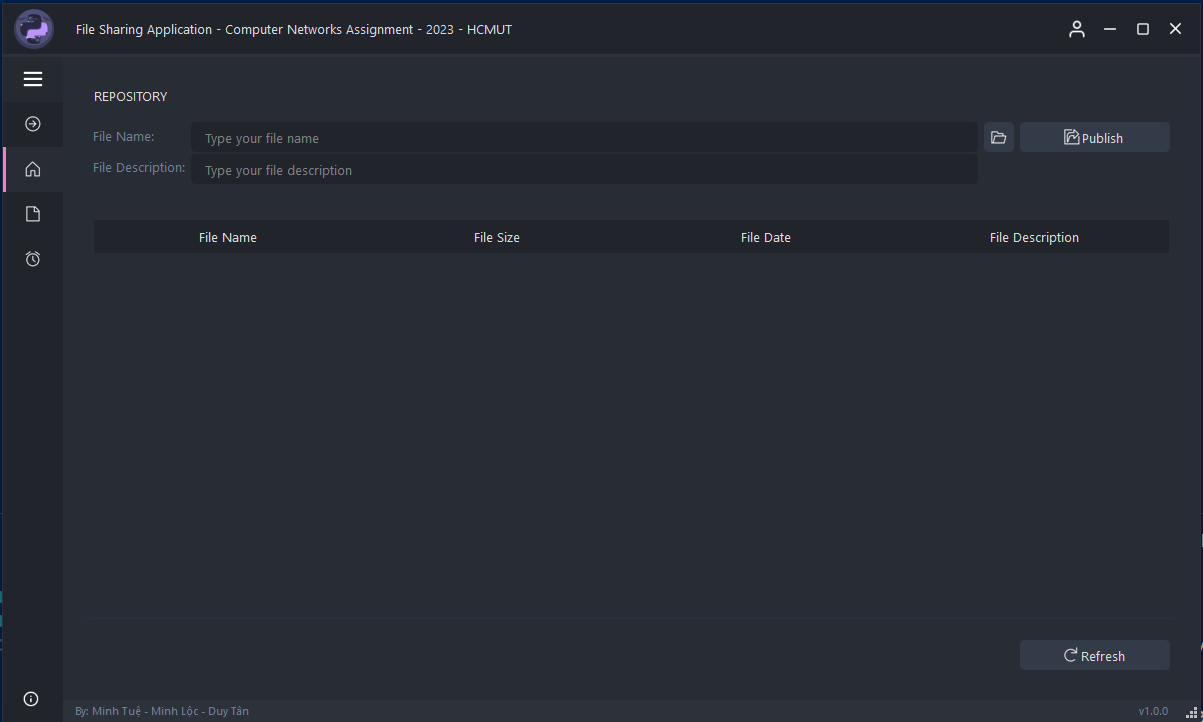 File Sharing Application - Computer Networks Assignment - 2023 - HCMUT
REPOSITORY
File Name: Type your file name Publish
File Description: Type your file description
File Name File Size File Date File Description
Refresh
By: Minh Tuệ - Minh Lộc - Duy Tân v1.0.0